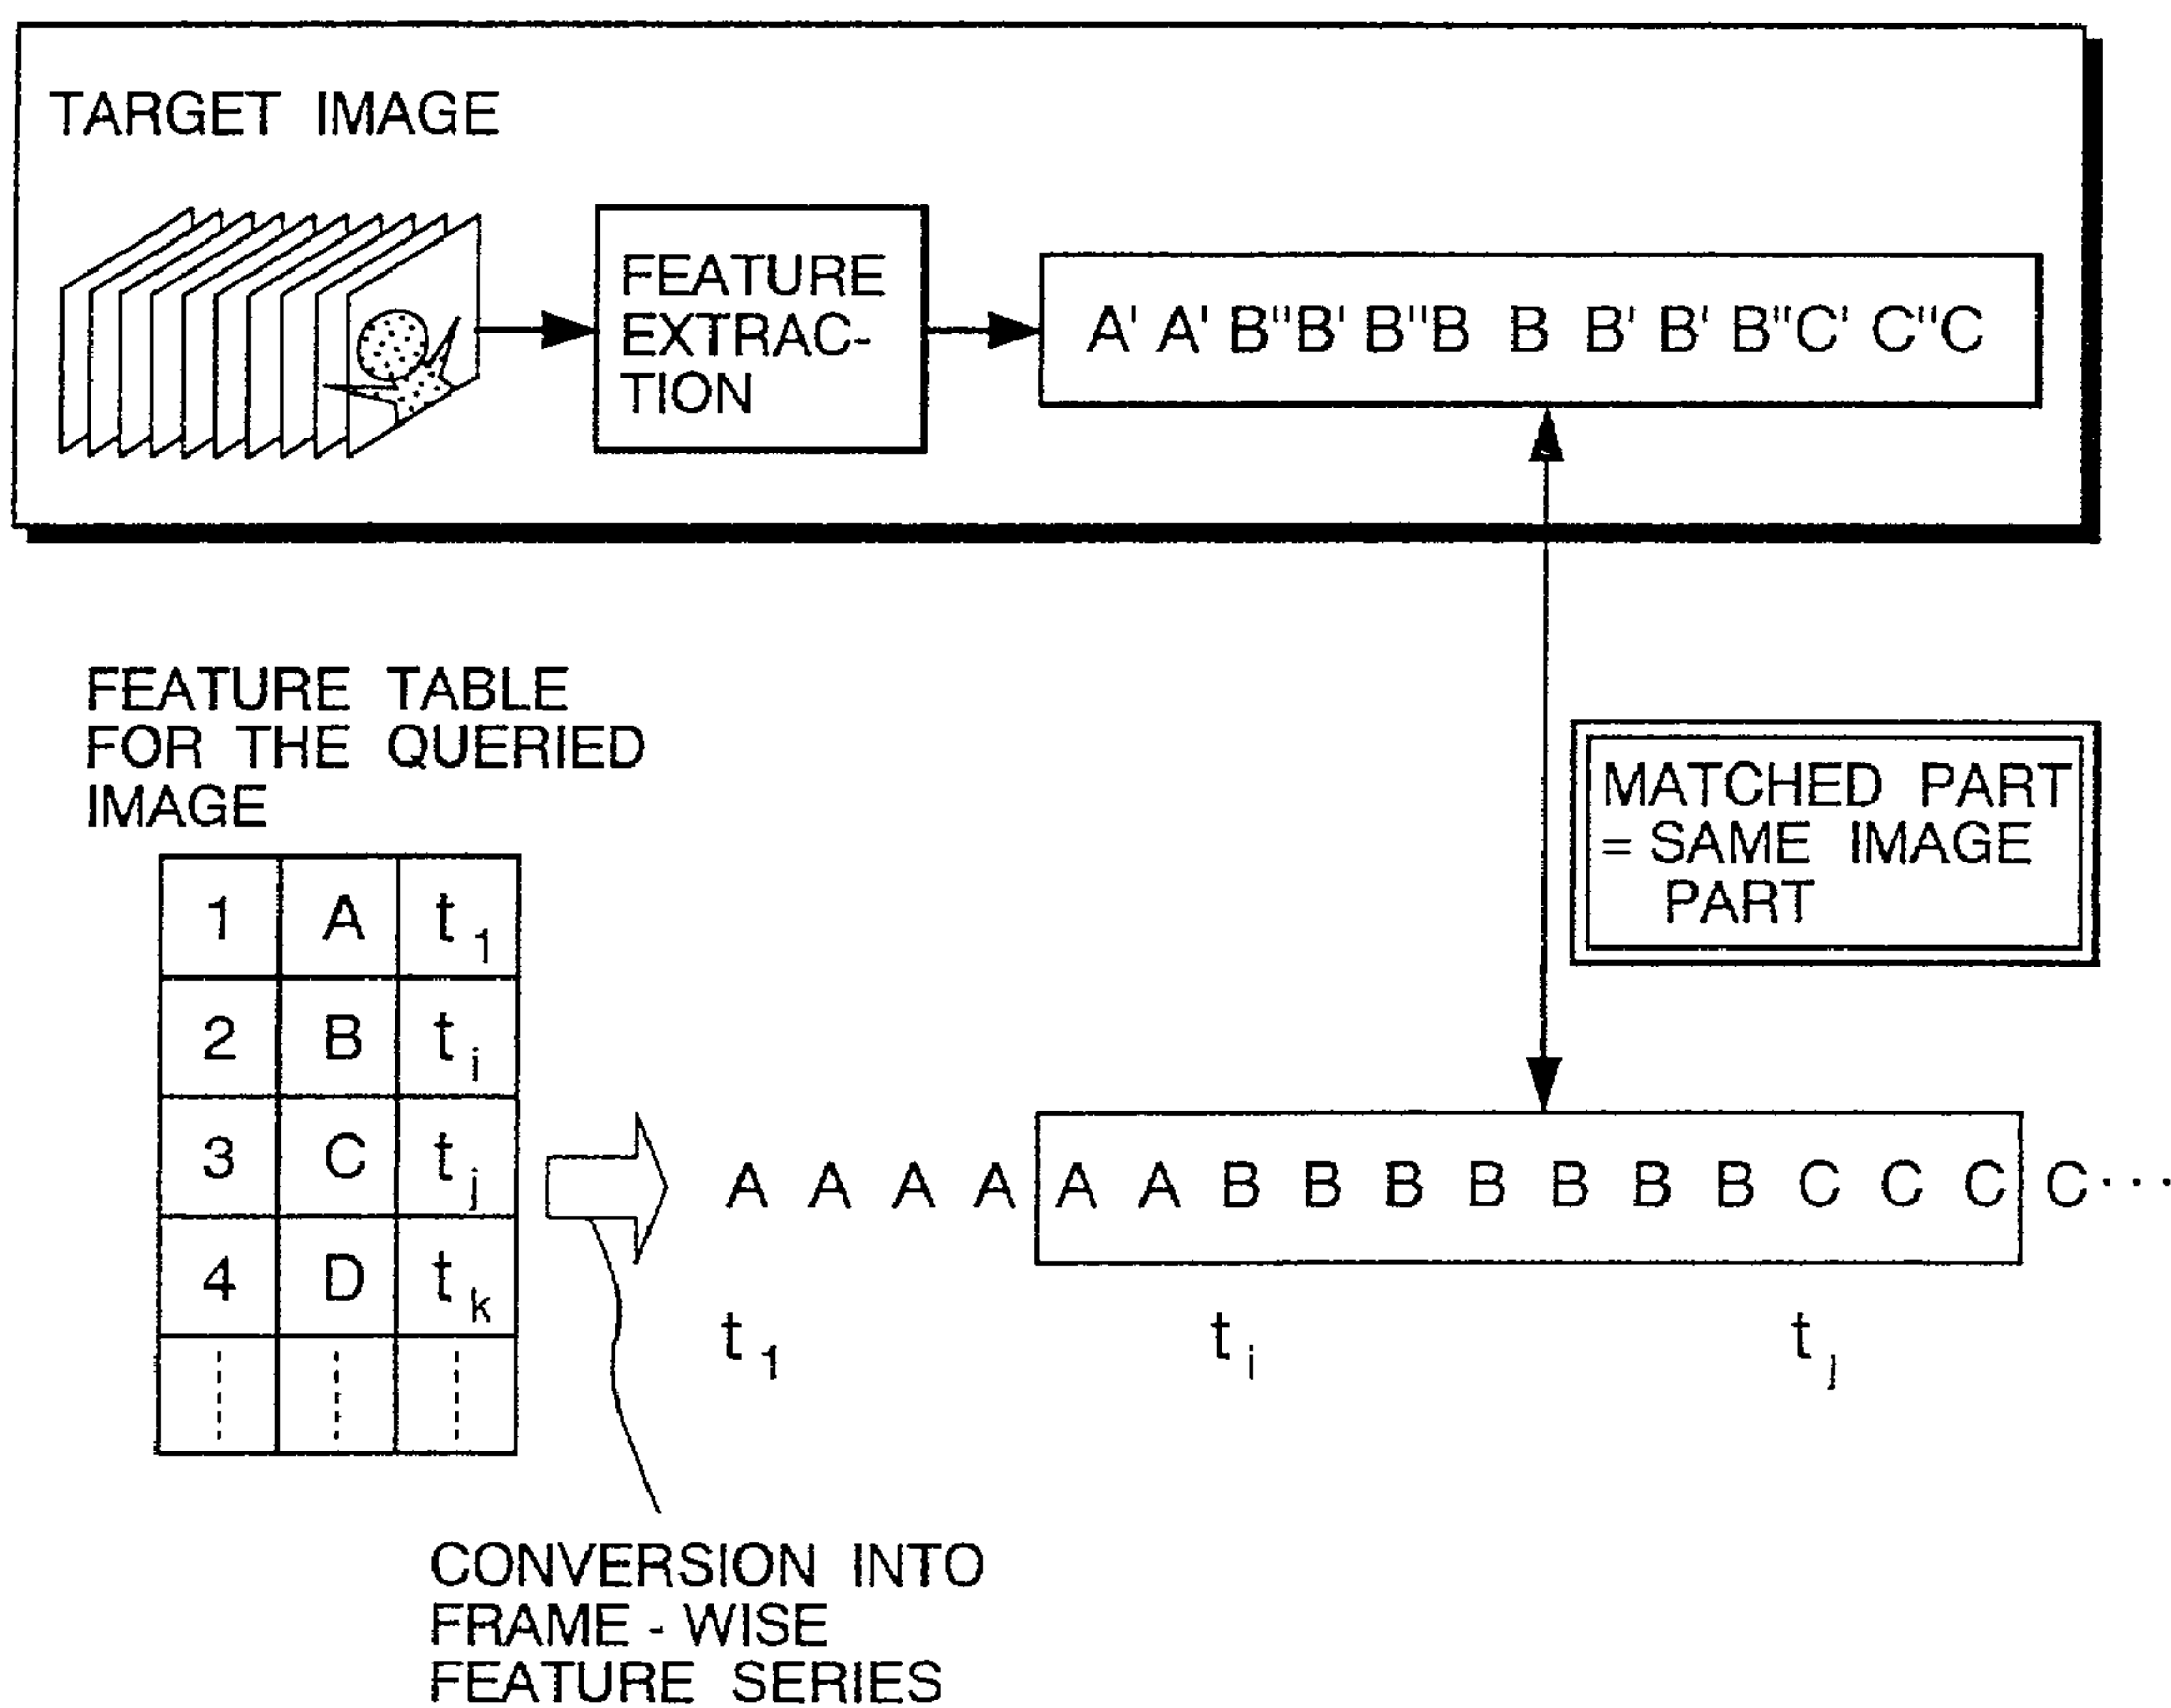 TARGET IMAGE
FEATURE
EXTRAC-
TION
A' A' B"B' B"B B B' B' B"C' C"C
FEATURE TABLE
FOR THE QUERIED
IMAGE
MATCHED PART
= SAME IMAGE
PART
1 A t1
2 B ti
3 C tj
4 D tk
A A A A A A B B B B B B B C C C C...
t1 ti tj
CONVERSION INTO
FRAME - WISE
FEATURE SERIES